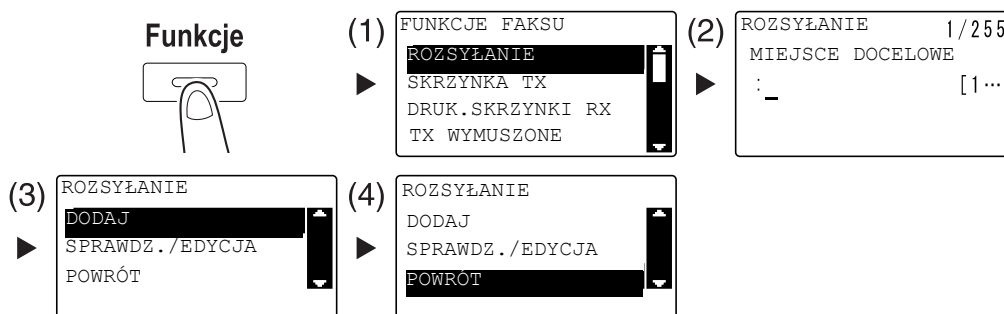 Funkcje
(1)
FUNKCJE FAKSU
ROZSYŁANIE
SKRZYNKA TX
DRUK.SKRZYNKI RX
TX WYMUSZONE
(2)
ROZSYŁANIE 1/255
MIEJSCE DOCELOWE
:_ [1···
(3)
ROZSYŁANIE
DODAJ
SPRAWDZ./EDYCJA
POWRÓT
(4)
ROZSYŁANIE
DODAJ
SPRAWDZ./EDYCJA
POWRÓT